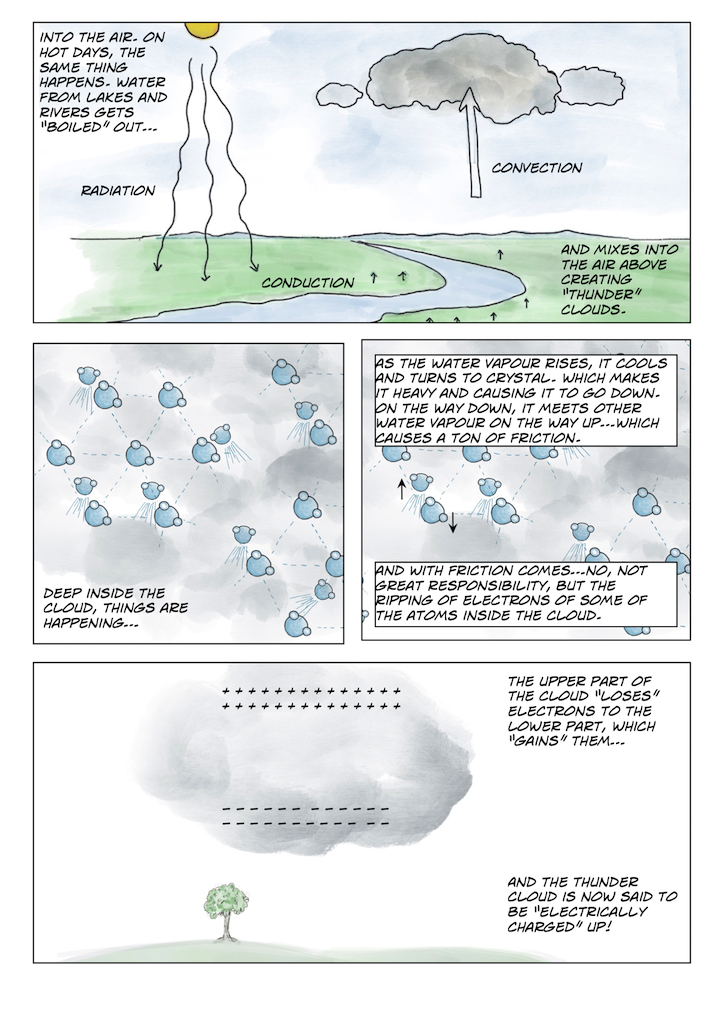 INTO THE AIR. ON
HOT DAYS, THE
SAME THING
HAPPENS. WATER
FROM LAKES AND
RIVERS GETS
"BOILED" OUT...
RADIATION
CONVECTION
CONDUCTION
AND MIXES INTO
THE AIR ABOVE
CREATING
"THUNDER"
CLOUDS.
DEEP INSIDE THE
CLOUD, THINGS ARE
HAPPENING...
AS THE WATER VAPOUR RISES, IT COOLS
AND TURNS TO CRYSTAL. WHICH MAKES
IT HEAVY AND CAUSING IT TO GO DOWN.
ON THE WAY DOWN, IT MEETS OTHER
WATER VAPOUR ON THE WAY UP...WHICH
CAUSES A TON OF FRICTION.
AND WITH FRICTION COMES...NO, NOT
GREAT RESPONSIBILITY, BUT THE
RIPPING OF ELECTRONS OF SOME OF
THE ATOMS INSIDE THE CLOUD.
+ + + + + + + + + + + + + +
+ + + + + + + + + + + + + +
THE UPPER PART OF
THE CLOUD "LOSES"
ELECTRONS TO THE
LOWER PART, WHICH
"GAINS" THEM...
- - - - - - - - - - - - -
- - - - - - - - - - - - -
AND THE THUNDER
CLOUD IS NOW SAID TO
BE "ELECTRICALLY
CHARGED" UP!